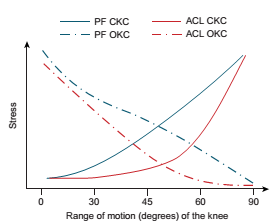 PF CKC ACL CKC
PF OKC ACL OKC
Stress
0 30 45 60 90
Range of motion (degrees) of the knee